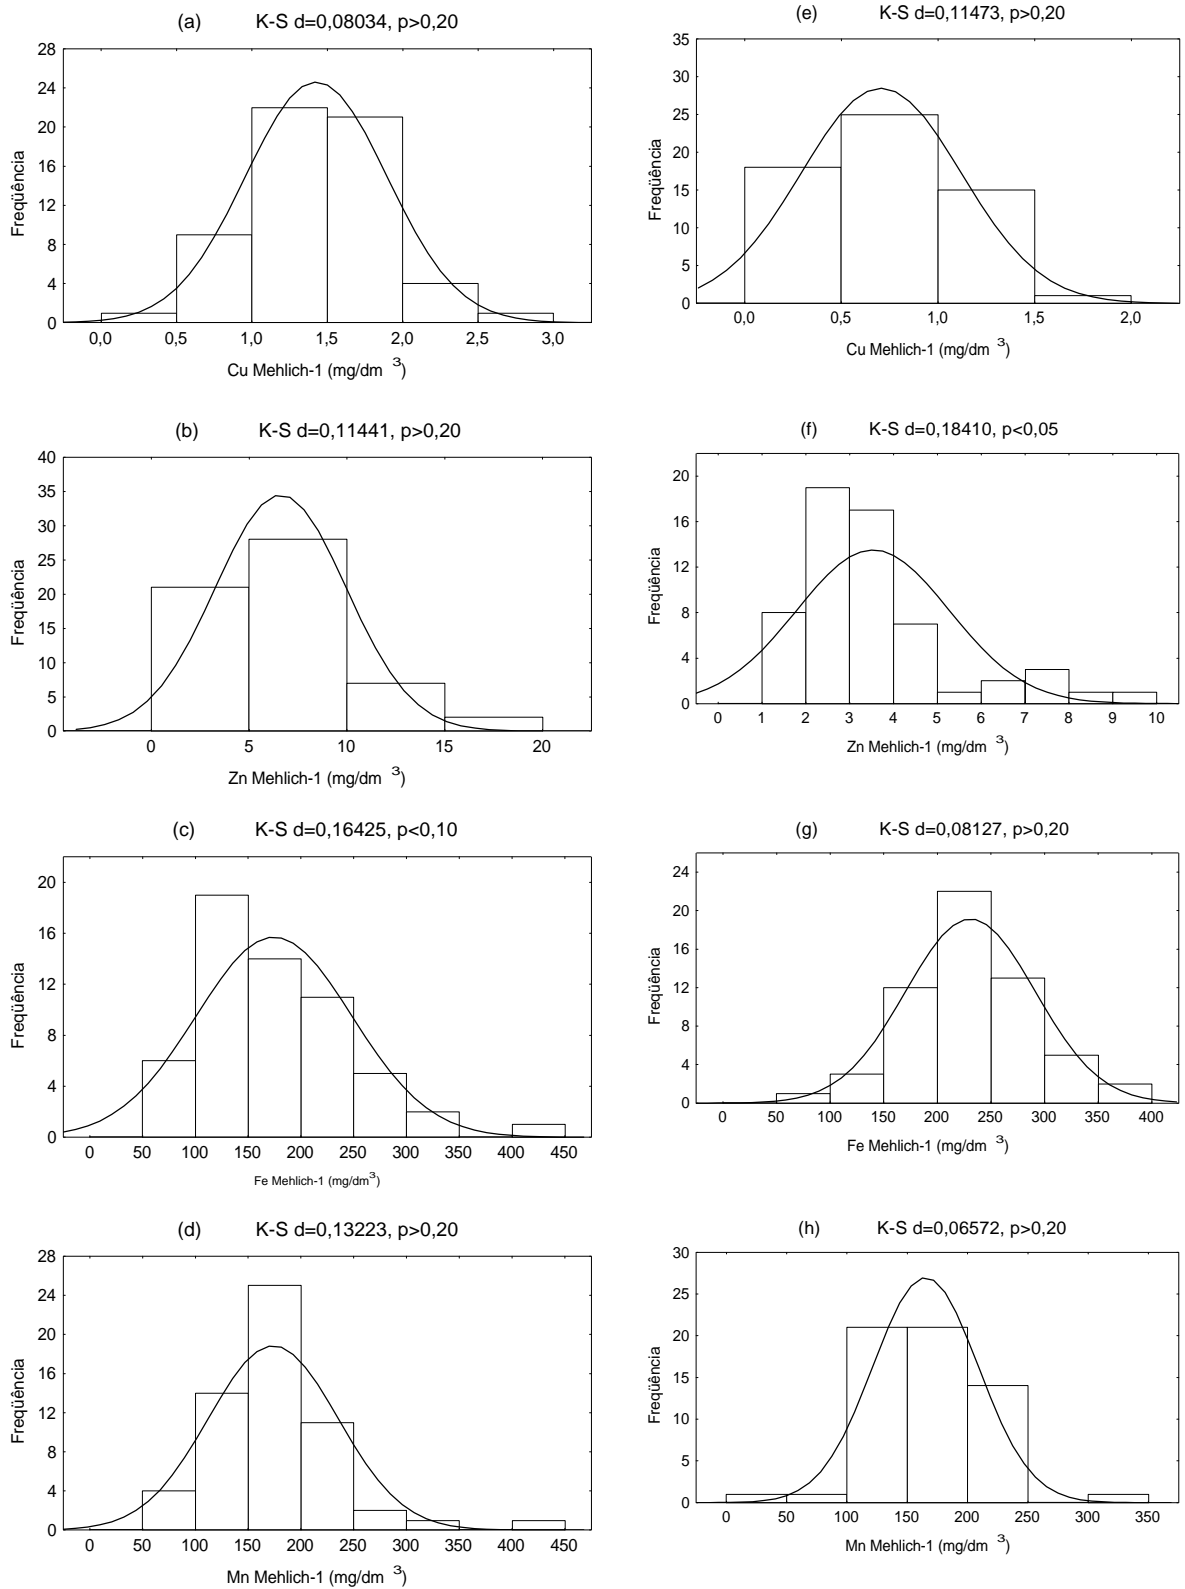 (a) K-S d=0,08034, p>0,20
28
24
20
16
12
8
4
0
Freqüência
0,0 0,5 1,0 1,5 2,0 2,5 3,0
Cu Mehlich-1 (mg/dm 3)
(e) K-S d=0,11473, p>0,20
35
30
25
20
15
10
5
0
Freqüência
0,0 0,5 1,0 1,5 2,0
Cu Mehlich-1 (mg/dm 3)
(b) K-S d=0,11441, p>0,20
40
35
30
25
20
15
10
5
0
Freqüência
0 5 10 15 20
Zn Mehlich-1 (mg/dm 3)
(f) K-S d=0,18410, p<0,05
20
16
12
8
4
0
Freqüência
0 1 2 3 4 5 6 7 8 9 10
Zn Mehlich-1 (mg/dm 3)
(c) K-S d=0,16425, p<0,10
20
16
12
8
4
0
Freqüência
0 50 100 150 200 250 300 350 400 450
Fe Mehlich-1 (mg/dm3)
(g) K-S d=0,08127, p>0,20
24
20
16
12
8
4
0
Freqüência
0 50 100 150 200 250 300 350 400
Fe Mehlich-1 (mg/dm 3)
(d) K-S d=0,13223, p>0,20
28
24
20
16
12
8
4
0
Freqüência
0 50 100 150 200 250 300 350 400 450
Mn Mehlich-1 (mg/dm 3)
(h) K-S d=0,06572, p>0,20
30
25
20
15
10
5
0
Freqüência
0 50 100 150 200 250 300 350
Mn Mehlich-1 (mg/dm 3)